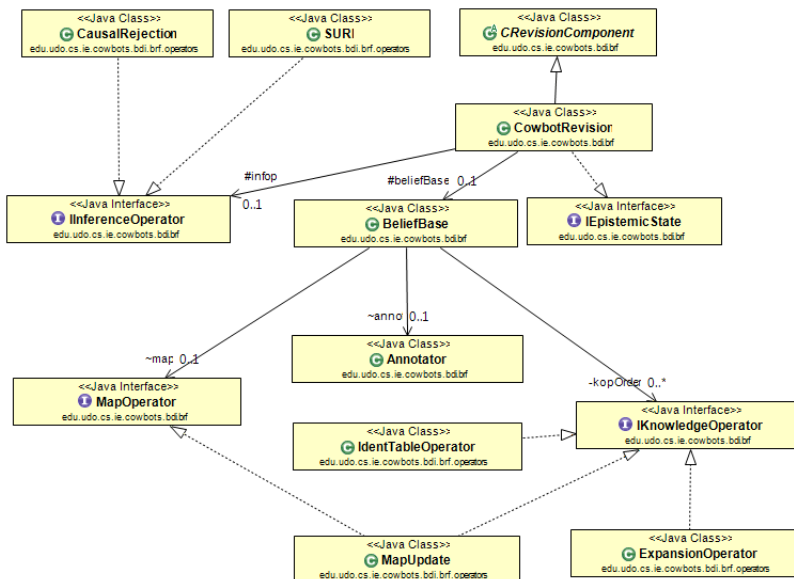 <<Java Class>>
CausalRejection
edu.udo.cs.ie.cowbots.bdi.brf.operators
<<Java Class>>
SURI
edu.udo.cs.ie.cowbots.bdi.brf.operators
<<Java Class>>
CRevisionComponent
edu.udo.cs.ie.cowbots.bdi.brf
<<Java Class>>
CowbotRevision
edu.udo.cs.ie.cowbots.bdi.brf
#infop
0..1
#beliefBase 0..1
<<Java Interface>>
IInferenceOperator
edu.udo.cs.ie.cowbots.bdi.brf
<<Java Class>>
BeliefBase
edu.udo.cs.ie.cowbots.bdi.brf
<<Java Interface>>
IEpistemicState
edu.udo.cs.ie.cowbots.bdi.brf
~map 0..1
~anno 0..1
-kopOrder 0..*
<<Java Interface>>
MapOperator
edu.udo.cs.ie.cowbots.bdi.brf
<<Java Class>>
Annotator
edu.udo.cs.ie.cowbots.bdi.brf
<<Java Interface>>
IKnowledgeOperator
edu.udo.cs.ie.cowbots.bdi.brf
<<Java Class>>
IdentTableOperator
edu.udo.cs.ie.cowbots.bdi.brf.operators
<<Java Class>>
MapUpdate
edu.udo.cs.ie.cowbots.bdi.brf.operators
<<Java Class>>
ExpansionOperator
edu.udo.cs.ie.cowbots.bdi.brf.operators